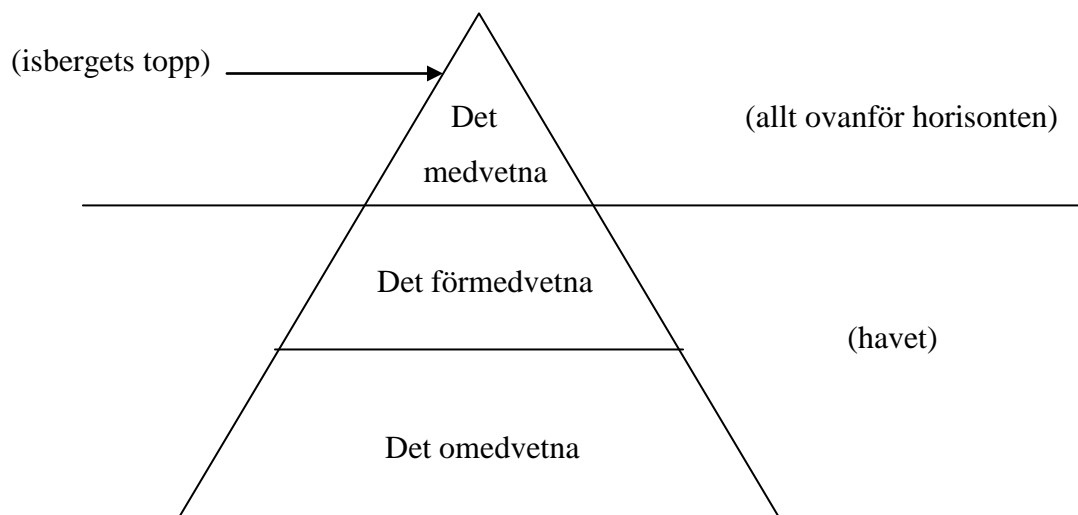 (isbergets topp)
Det
medvetna
(allt ovanför horisonten)
Det förmedvetna
(havet)
Det omedvetna